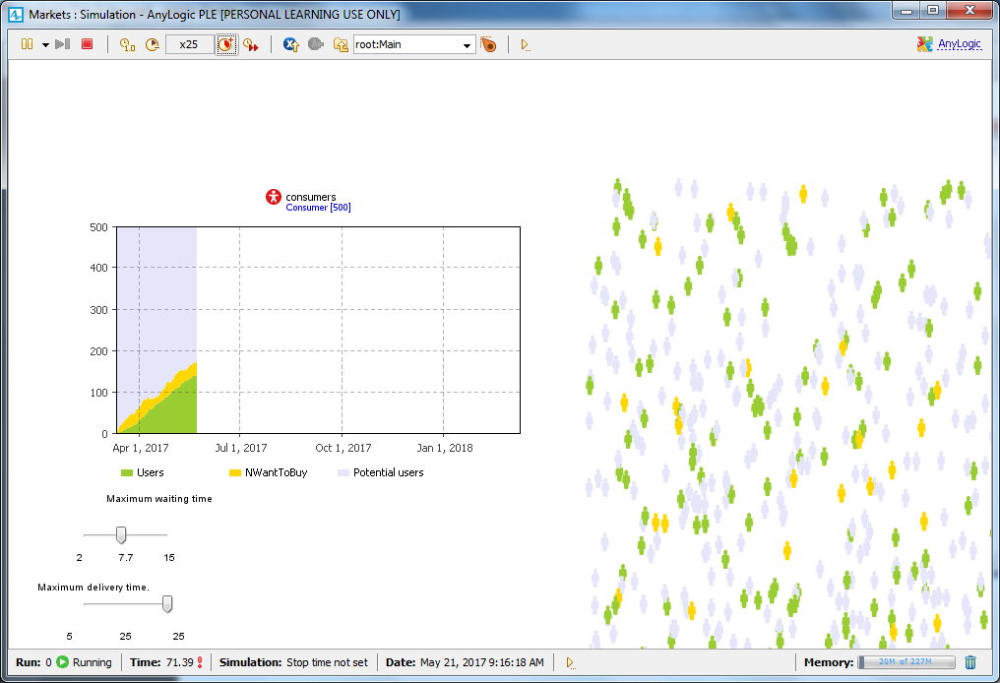 Markets : Simulation - AnyLogic PLE [PERSONAL LEARNING USE ONLY]
1.0 x25 root:Main AnyLogic
consumers
Consumer [500]
500
400
300
200
100
0
Apr 1, 2017 Jul 1, 2017 Oct 1, 2017 Jan 1, 2018
Users NWantToBuy Potential users
Maximum waiting time
2 7.7 15
Maximum delivery time.
5 25 25
Run: 0 Running Time: 71.39 Simulation: Stop time not set Date: May 21, 2017 9:16:18 AM Memory: 20M of 227M